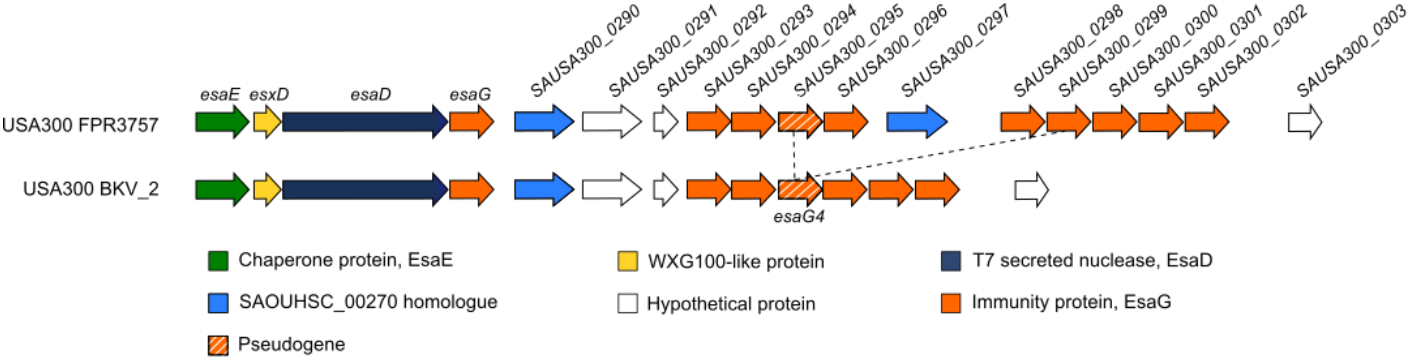 SAUSA300_0290 SAUSA300_0291 SAUSA300_0292 SAUSA300_0293 SAUSA300_0294 SAUSA300_0295 SAUSA300_0296 SAUSA300_0297 SAUSA300_0298 SAUSA300_0299 SAUSA300_0300 SAUSA300_0301 SAUSA300_0302 SAUSA300_0303
esaE esxD esaD esaG
USA300 FPR3757
USA300 BKV_2
esaG4
Chaperone protein, EsaE WXG100-like protein T7 secreted nuclease, EsaD
SAOUHSC_00270 homologue Hypothetical protein Immunity protein, EsaG
Pseudogene